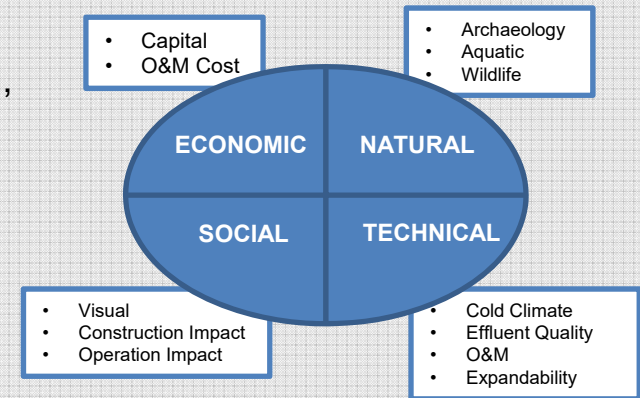 • Capital
• O&M Cost
• Archaeology
• Aquatic
• Wildlife
,
ECONOMIC
NATURAL
SOCIAL
TECHNICAL
• Visual
• Construction Impact
• Operation Impact
• Cold Climate
• Effluent Quality
• O&M
• Expandability